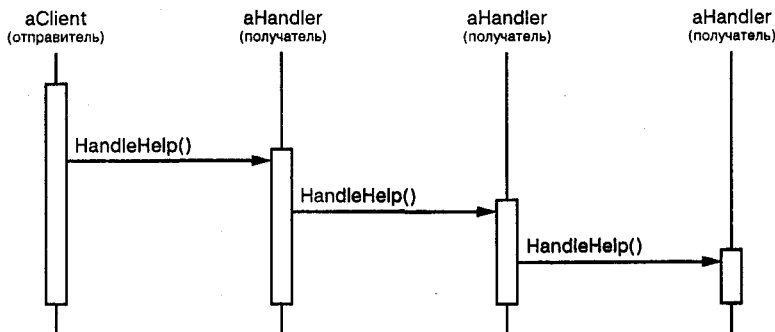 aClient
(отправитель)
aHandler
(получатель)
aHandler
(получатель)
aHandler
(получатель)
HandleHelp()
HandleHelp()
HandleHelp()